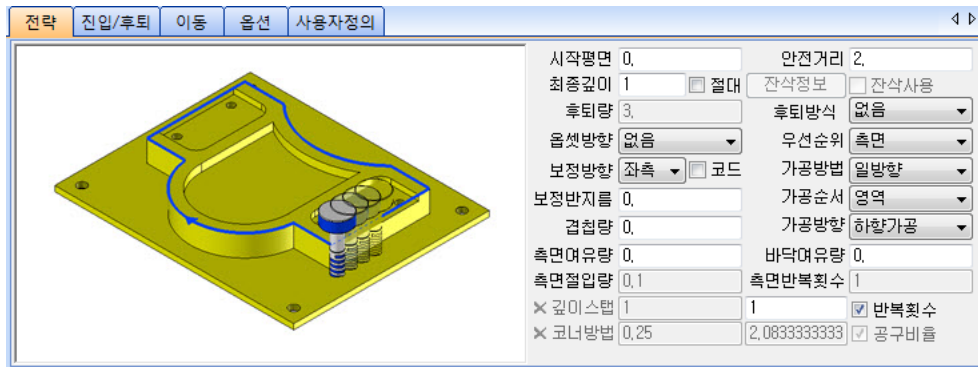 전략 진입/후퇴 이동 옵션 사용자정의
시작평면 0, 안전거리 2,
최종깊이 1 절대 잔삭정보 잔삭사용
후퇴량 3, 후퇴방식 없음
옵셋방향 없음 우선순위 측면
보정방향 좌측 코드 가공방법 일방향
보정반지름 0, 가공순서 영역
겹침량 0, 가공방향 하향가공
측면여유량 0, 바닥여유량 0,
측면절입량 0,1 측면반복횟수 1
깊이스탭 1 1 반복횟수
코너방법 0,25 2,0833333333 공구비율